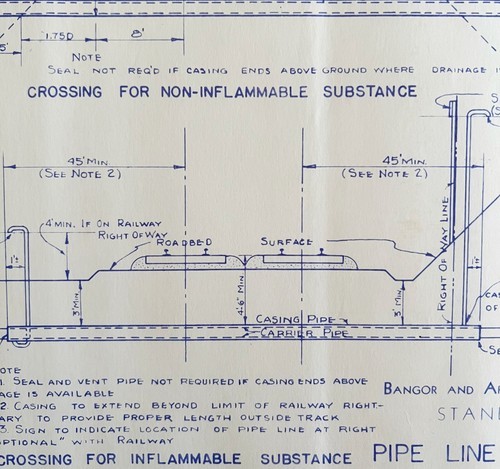 5' 1.75D 8'
NOTE
SEAL NOT REQ'D IF CASING ENDS ABOVE GROUND WHERE DRAINAGE
CROSSING FOR NON-INFLAMMABLE SUBSTANCE
45' MIN. 45' MIN.
(SEE NOTE 2) (SEE NOTE 2)
4' MIN. IF ON RAILWAY
RIGHT OF WAY
ROADBED SURFACE
RIGHT OF WAY LINE
3' MIN. 4'-6" MIN. 3' MIN.
CASING PIPE
CARRIER PIPE
OF
OTE
1. SEAL AND VENT PIPE NOT REQUIRED IF CASING ENDS ABOVE
AGE IS AVAILABLE
2. CASING TO EXTEND BEYOND LIMIT OF RAILWAY RIGHT-
ARY TO PROVIDE PROPER LENGTH OUTSIDE TRACK
3. SIGN TO INDICATE LOCATION OF PIPE LINE AT RIGHT
OPTIONAL" WITH RAILWAY
CROSSING FOR INFLAMMABLE SUBSTANCE
BANGOR AND A
STAN
PIPE LINE